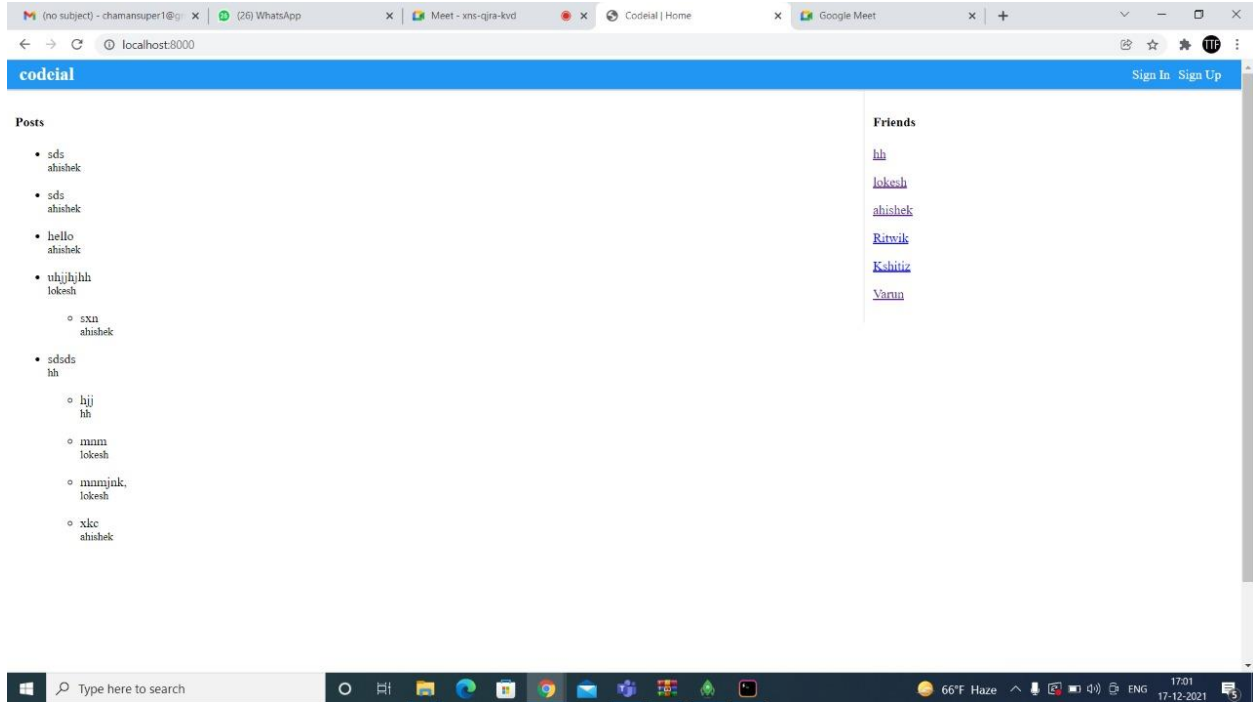 (no subject) - chamansuper1@g
(26) WhatsApp
Meet - xns-qjra-kvd
Codeial | Home
Google Meet
localhost:8000
TTF
codeial
Sign In Sign Up
Posts
sds
ahishek
sds
ahishek
hello
ahishek
uhjjhjhh
lokesh
sxn
ahishek
sdsds
hh
hjj
hh
mnm
lokesh
mnmjnk,
lokesh
xkc
ahishek
Friends
hh
lokesh
ahishek
Ritwik
Kshitiz
Varun
Type here to search
66°F Haze
ENG
17:01
17-12-2021